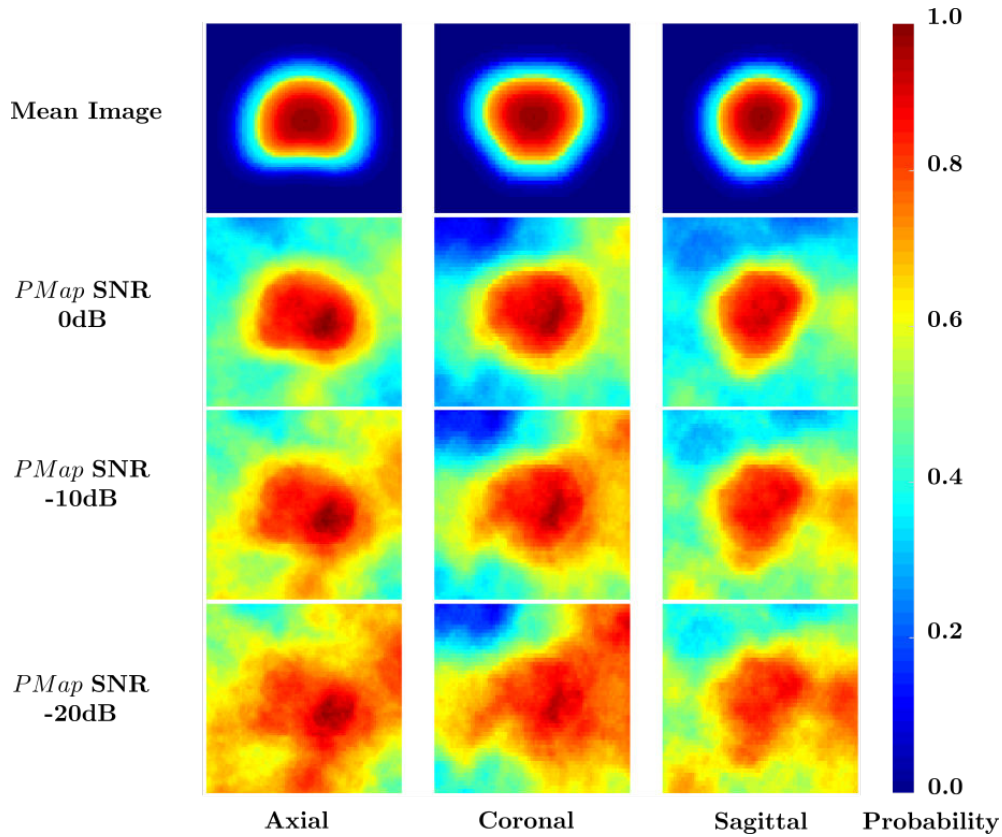 1.0
Mean Image
0.8
PMap SNR
0dB
0.6
PMap SNR
-10dB
0.4
0.2
PMap SNR
-20dB
0.0
Axial Coronal Sagittal Probability